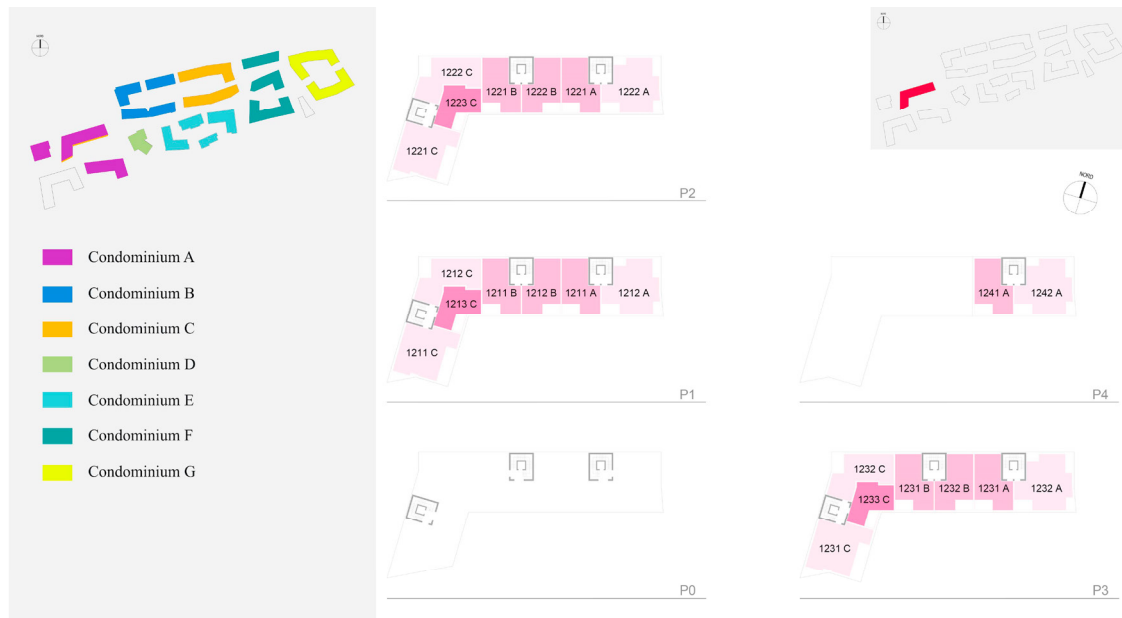 Condominium A
Condominium B
Condominium C
Condominium D
Condominium E
Condominium F
Condominium G
1222 C
1223 C
1221 B
1222 B
1221 A
1222 A
1221 C
P2
1212 C
1213 C
1211 B
1212 B
1211 A
1212 A
1211 C
P1
P0
NORD
1241 A
1242 A
P4
1232 C
1233 C
1231 B
1232 B
1231 A
1232 A
1231 C
P3